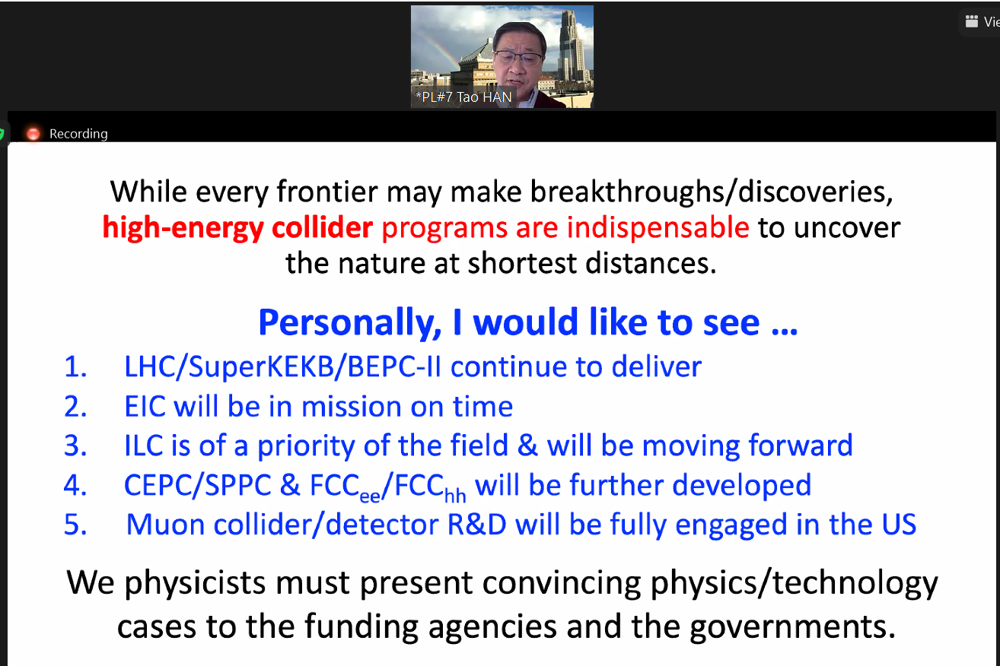 Vie
*PL#7 Tao HAN
Recording
While every frontier may make breakthroughs/discoveries,
high-energy collider programs are indispensable to uncover
the nature at shortest distances.
Personally, I would like to see ...
1. LHC/SuperKEKB/BEPC-II continue to deliver
2. EIC will be in mission on time
3. ILC is of a priority of the field & will be moving forward
4. CEPC/SPPC & FCCee/FCChh will be further developed
5. Muon collider/detector R&D will be fully engaged in the US
We physicists must present convincing physics/technology
cases to the funding agencies and the governments.